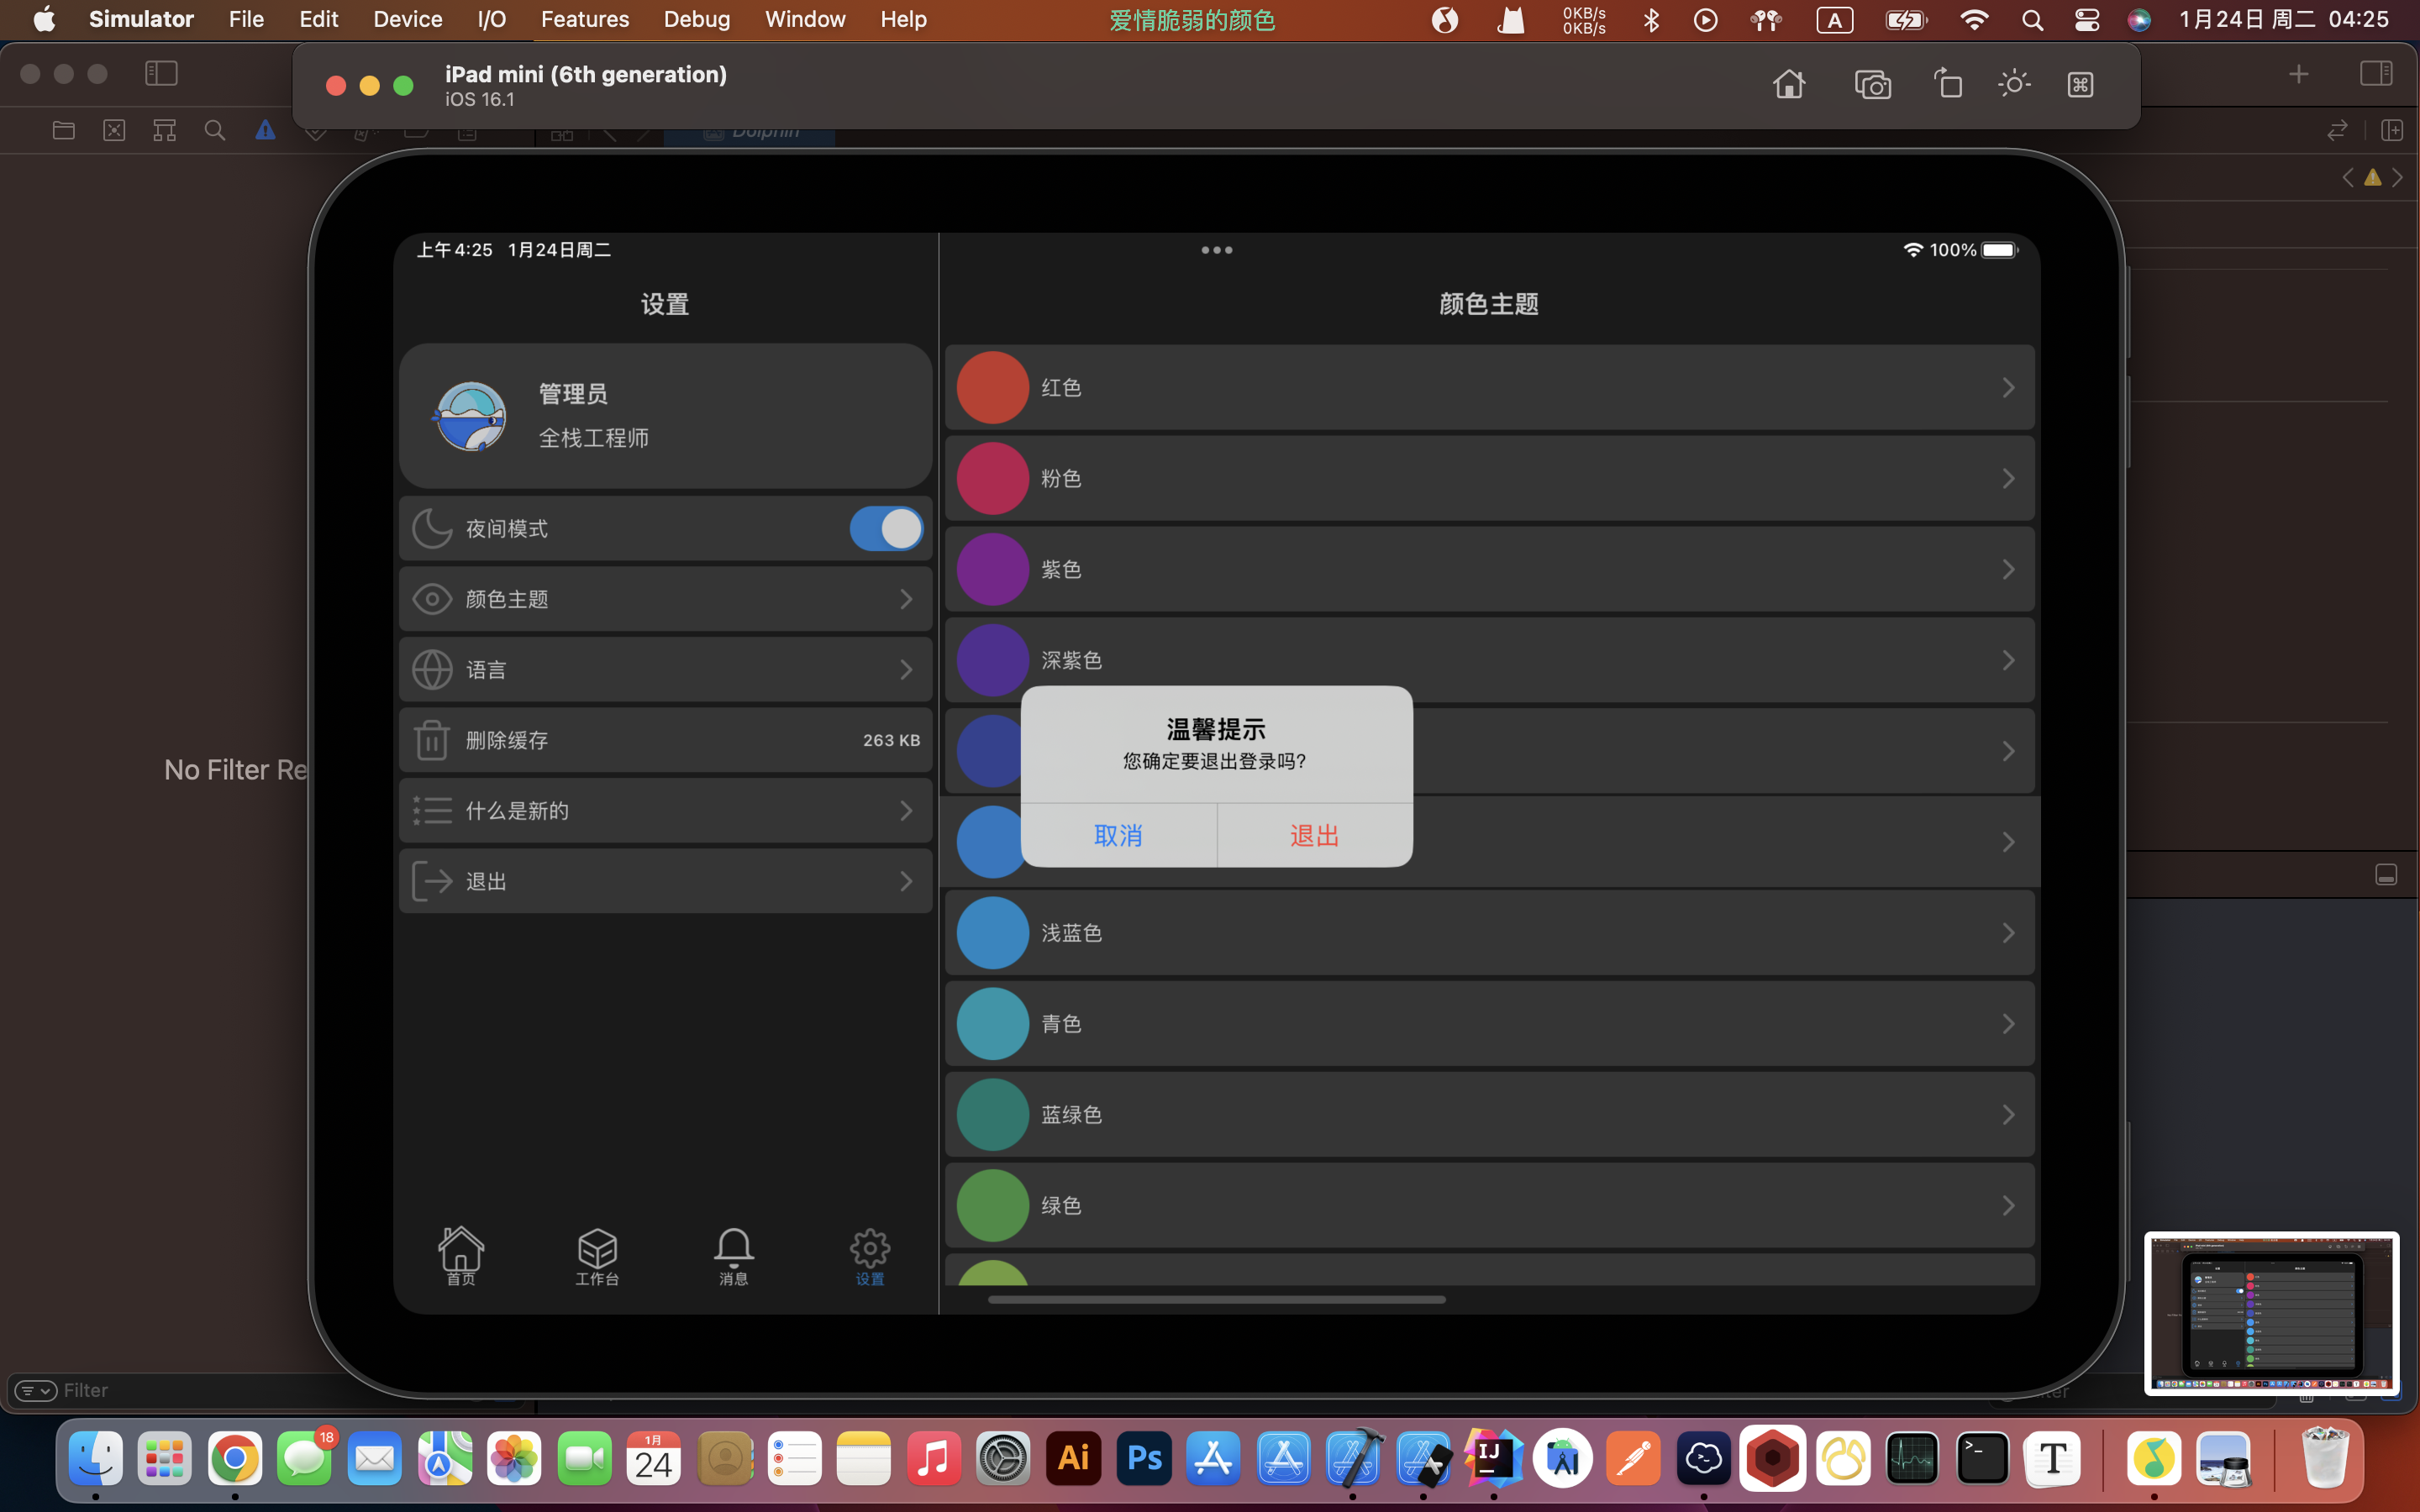 Simulator File Edit Device I/O Features Debug Window Help
爱情脆弱的颜色
0KB/s
0KB/s
A
1月24日 周二 04:25
iPad mini (6th generation)
iOS 16.1
Dolphin
No Filter Re
上午4:25 1月24日周二
100%
设置
管理员
全栈工程师
夜间模式
颜色主题
语言
删除缓存 263 KB
什么是新的
退出
首页
工作台
消息
设置
颜色主题
红色
粉色
紫色
深紫色
浅蓝色
青色
蓝绿色
绿色
温馨提示
您确定要退出登录吗?
取消
退出
Filter
18
1月
24
Ai
Ps
IJ
T